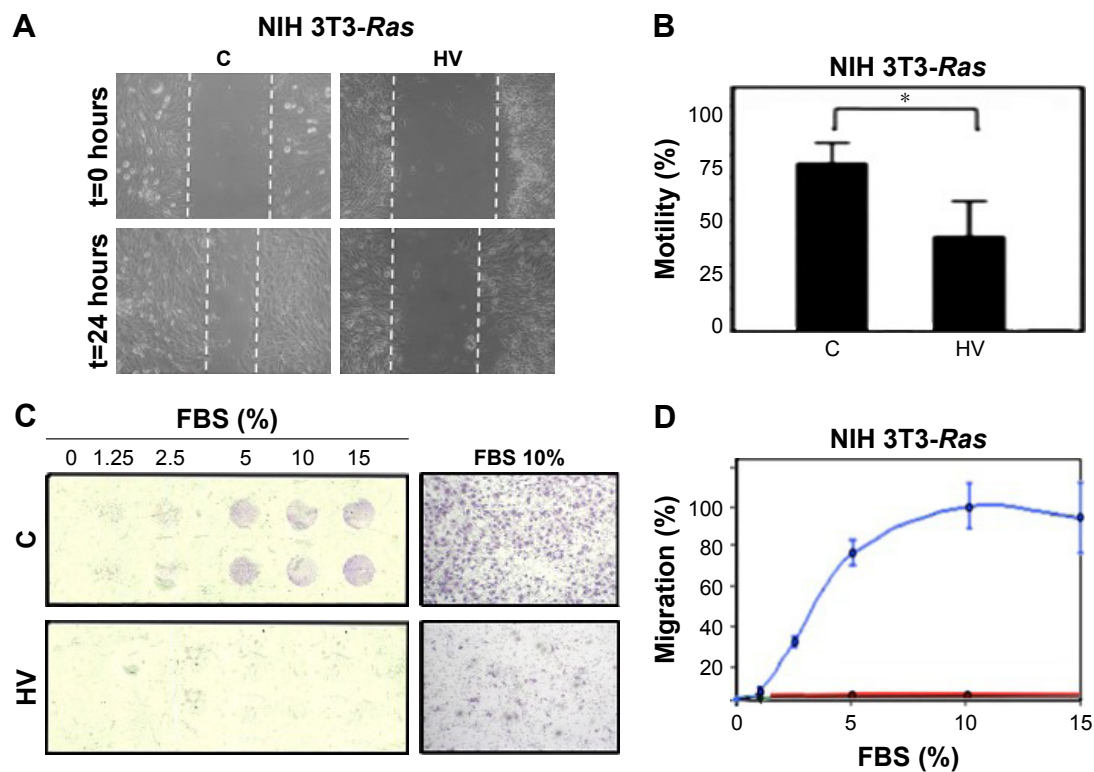 A
NIH 3T3-Ras
C
HV
t=0 hours
t=24 hours
B
NIH 3T3-Ras
Motility (%)
100
75
50
25
0
*
C
HV
C
FBS (%)
0 1.25 2.5 5 10 15
FBS 10%
C
HV
D
NIH 3T3-Ras
Migration (%)
100
80
60
40
20
0 5 10 15
FBS (%)